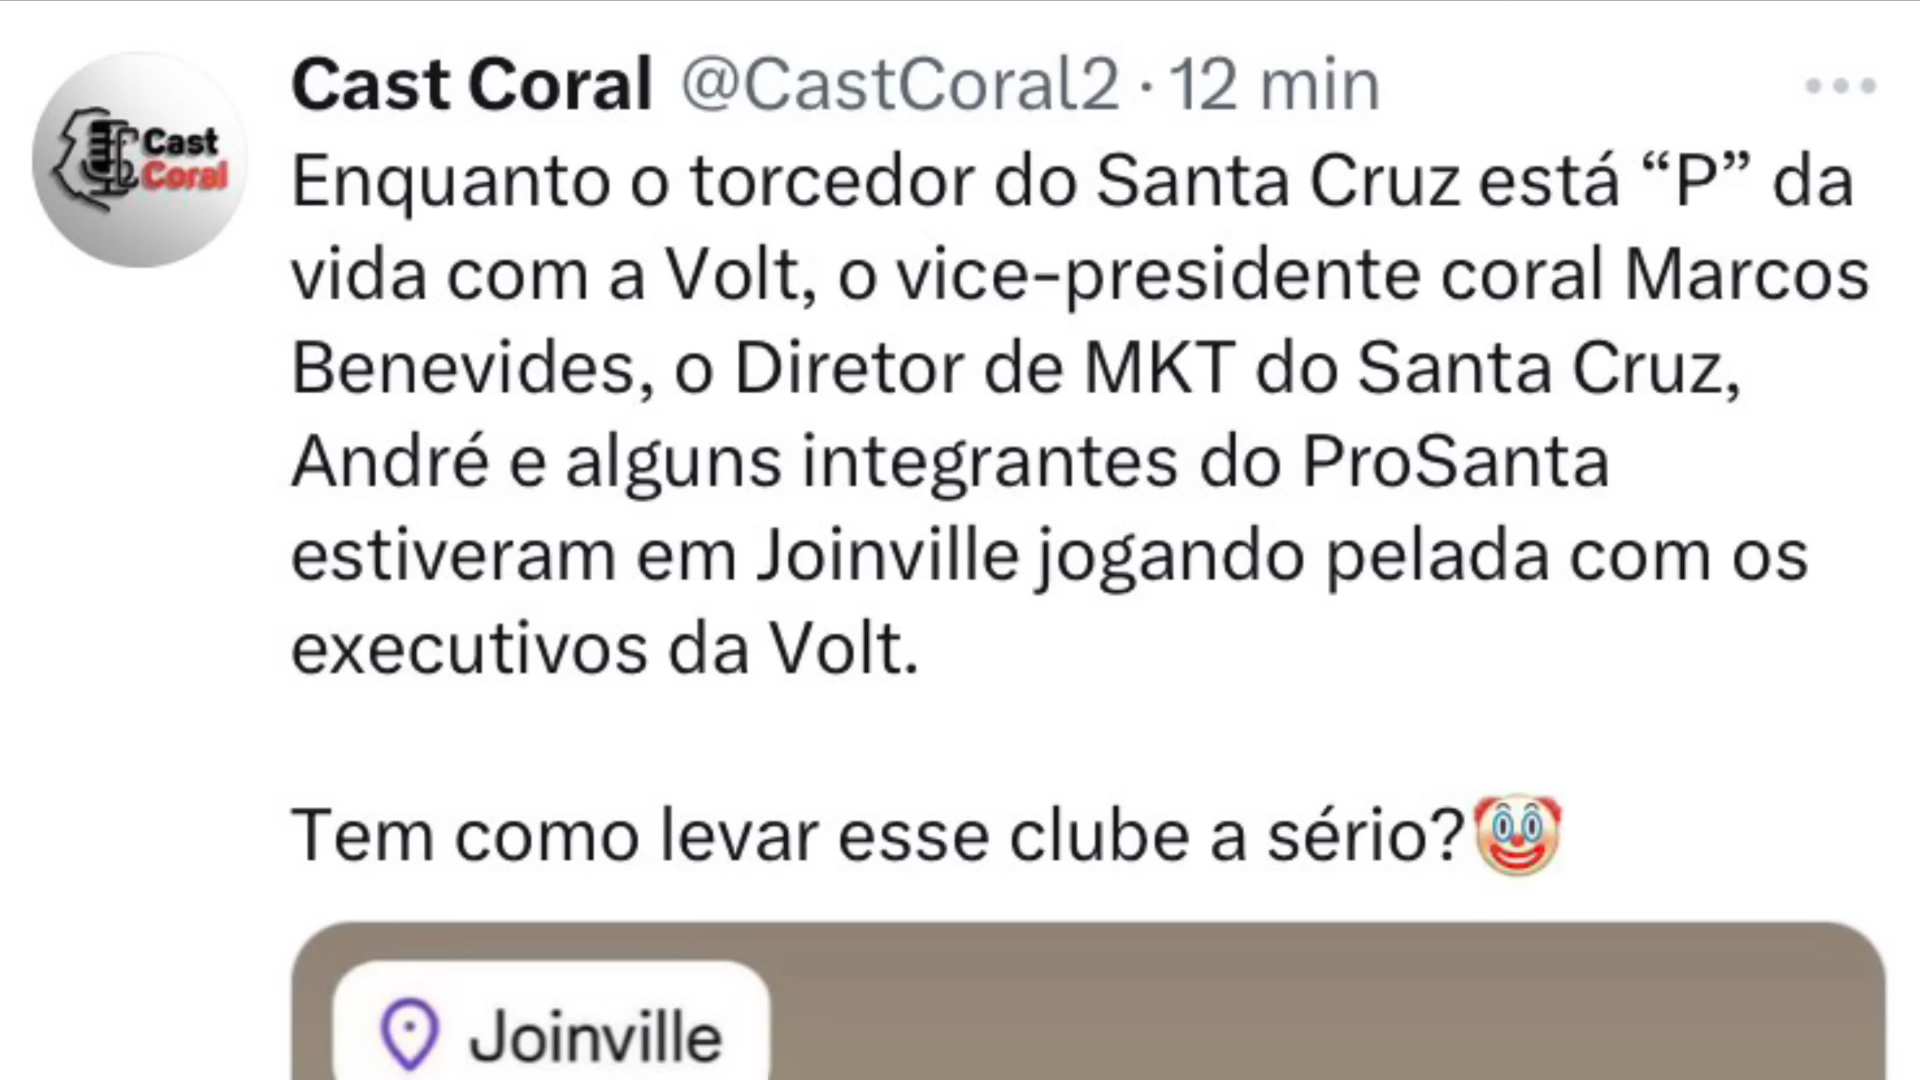 Cast Coral @CastCoral2 · 12 min
Cast
Coral
Enquanto o torcedor do Santa Cruz está “P” da
vida com a Volt, o vice-presidente coral Marcos
Benevides, o Diretor de MKT do Santa Cruz,
André e alguns integrantes do ProSanta
estiveram em Joinville jogando pelada com os
executivos da Volt.
Tem como levar esse clube a sério?🤡
Joinville